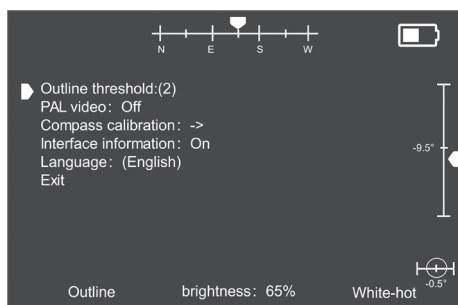 N E S W
Outline threshold:(2)
PAL video: Off
Compass calibration: ->
Interface information: On
Language: (English)
Exit
-9.5°
-0.5°
Outline brightness: 65% White-hot